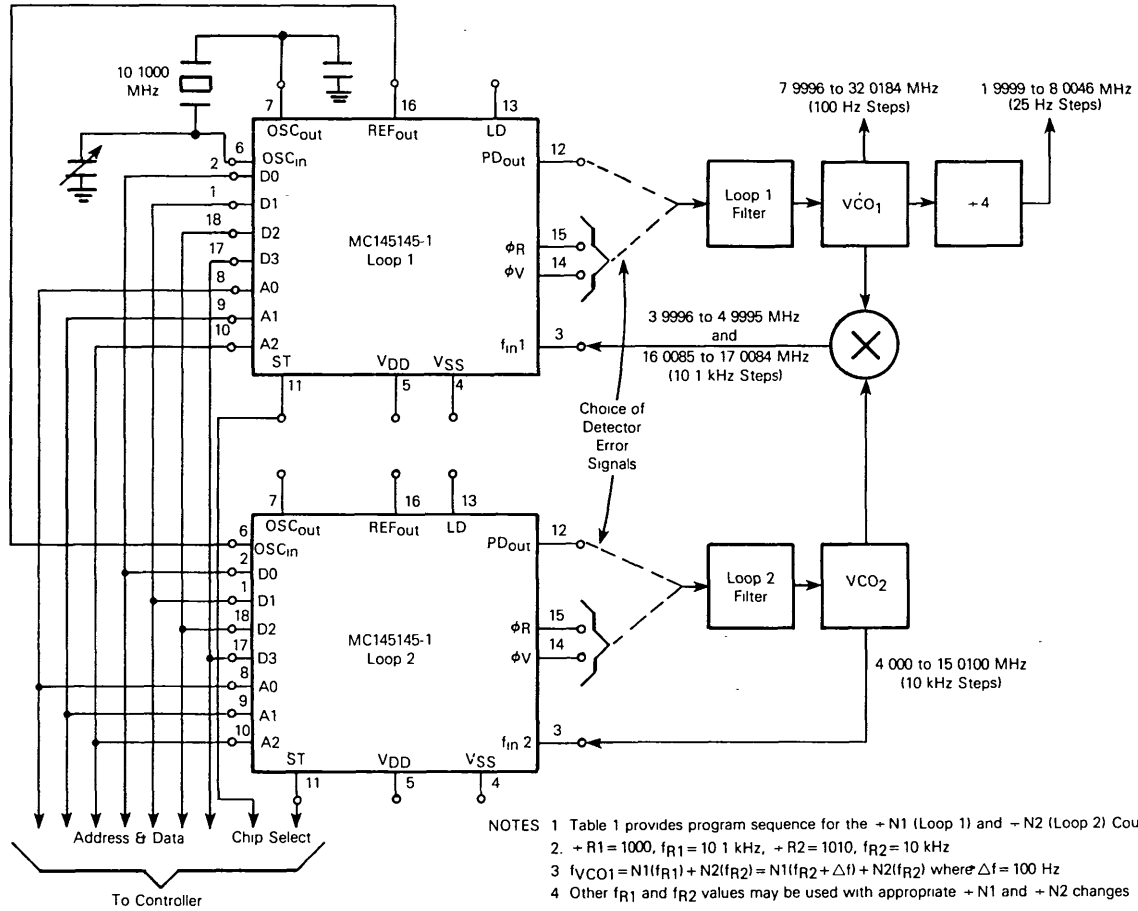 10 1000
MHz
7
OSCout
16
REFout
13
LD
6
OSCin
2
D0
1
D1
18
D2
17
D3
8
A0
9
A1
10
A2
ST
11
VDD
5
VSS
4
MC145145-1
Loop 1
PDout
12
ϕR
15
ϕV
14
fin1
3
Loop 1
Filter
VCO1
÷4
7 9996 to 32 0184 MHz
(100 Hz Steps)
1 9999 to 8 0046 MHz
(25 Hz Steps)
3 9996 to 4 9995 MHz
and
16 0085 to 17 0084 MHz
(10 1 kHz Steps)
Choice of
Detector
Error
Signals
7
OSCout
16
REFout
13
LD
6
OSCin
2
D0
1
D1
18
D2
17
D3
8
A0
9
A1
10
A2
ST
11
VDD
5
VSS
4
MC145145-1
Loop 2
PDout
12
ϕR
15
ϕV
14
fin 2
3
Loop 2
Filter
VCO2
4 000 to 15 0100 MHz
(10 kHz Steps)
Address & Data
Chip Select
To Controller
NOTES 1 Table 1 provides program sequence for the ÷N1 (Loop 1) and ÷N2 (Loop 2) Cou
2. ÷R1=1000, fR1=10 1 kHz, ÷R2=1010, fR2=10 kHz
3 fVCO1=N1(fR1)+N2(fR2)=N1(fR2+Δf)+N2(fR2) where Δf=100 Hz
4 Other fR1 and fR2 values may be used with appropriate ÷N1 and ÷N2 changes